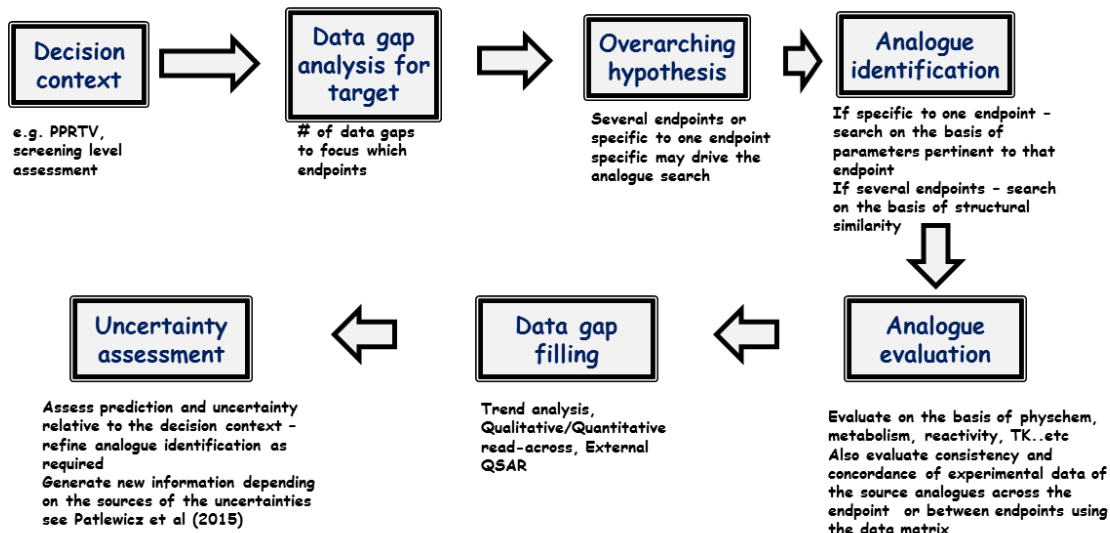 Decision
context
e.g. PPRTV,
screening level
assessment
Data gap
analysis for
target
# of data gaps
to focus which
endpoints
Overarching
hypothesis
Several endpoints or
specific to one endpoint
specific may drive the
analogue search
Analogue
identification
If specific to one endpoint –
search on the basis of
parameters pertinent to that
endpoint
If several endpoints – search
on the basis of structural
similarity
Analogue
evaluation
Evaluate on the basis of physchem,
metabolism, reactivity, TK..etc
Also evaluate consistency and
concordance of experimental data of
the source analogues across the
endpoint or between endpoints using
the data matrix
Data gap
filling
Trend analysis,
Qualitative/Quantitative
read-across, External
QSAR
Uncertainty
assessment
Assess prediction and uncertainty
relative to the decision context –
refine analogue identification as
required
Generate new information depending
on the sources of the uncertainties
see Patlewicz et al (2015)